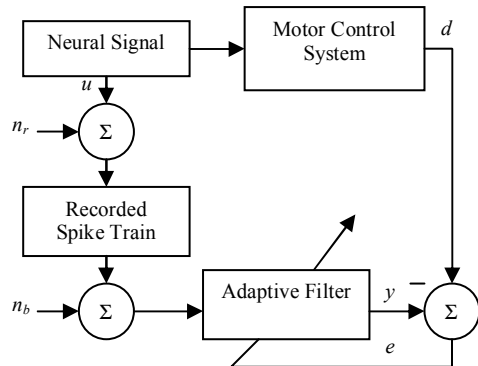 Neural Signal
Motor Control
System
d
u
n_r
Σ
Recorded
Spike Train
n_b
Σ
Adaptive Filter
y
−
Σ
e